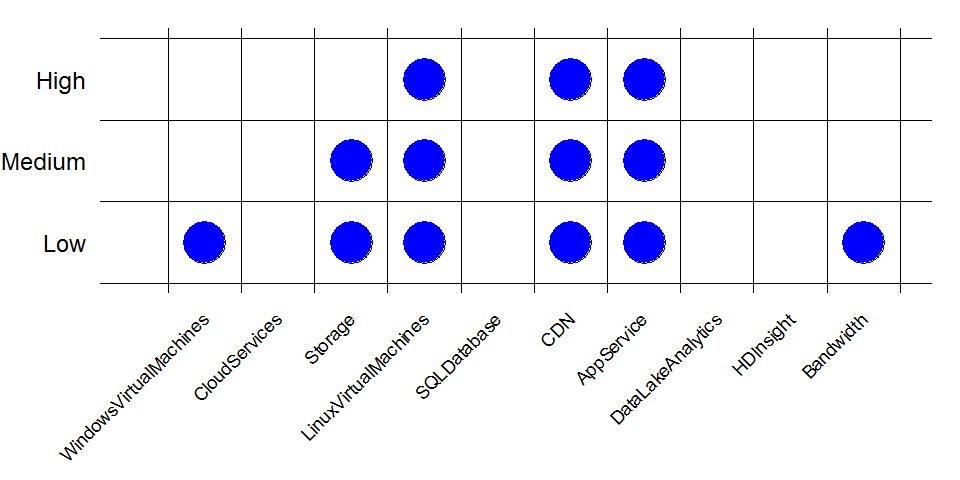 High
Medium
Low
WindowsVirtualMachines
CloudServices
Storage
LinuxVirtualMachines
SQLDatabase
CDN
AppService
DataLakeAnalytics
HDInsight
Bandwidth